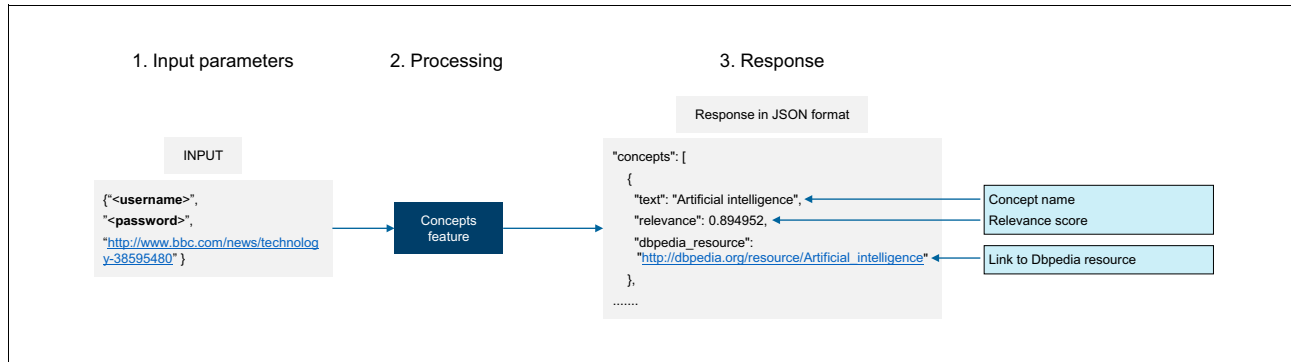 1. Input parameters
2. Processing
3. Response
Response in JSON format
INPUT
{“<username>”,
”<password>”,
“http://www.bbc.com/news/technolog
y-38595480” }
Concepts
feature
"concepts": [
{
"text": "Artificial intelligence",
"relevance": 0.894952,
"dbpedia_resource":
"http://dbpedia.org/resource/Artificial_intelligence"
},
.......
Concept name
Relevance score
Link to Dbpedia resource